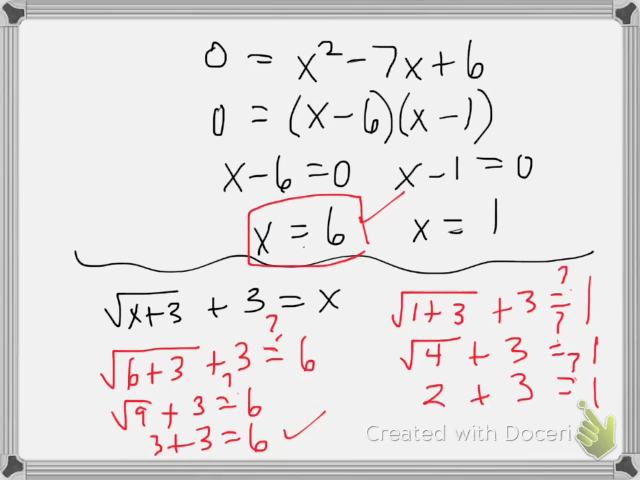 0 = x² - 7x + 6
0 = (x - 6)(x - 1)
x - 6 = 0 x - 1 = 0
x = 6 x = 1
√(x+3) + 3 = x
√(6+3) + 3 ≟ 6
√9 + 3 ≟ 6
3 + 3 = 6 ✓
√(1+3) + 3 ≟ 1
√4 + 3 ≟ 1
2 + 3 ≟ 1
Created with Doceri